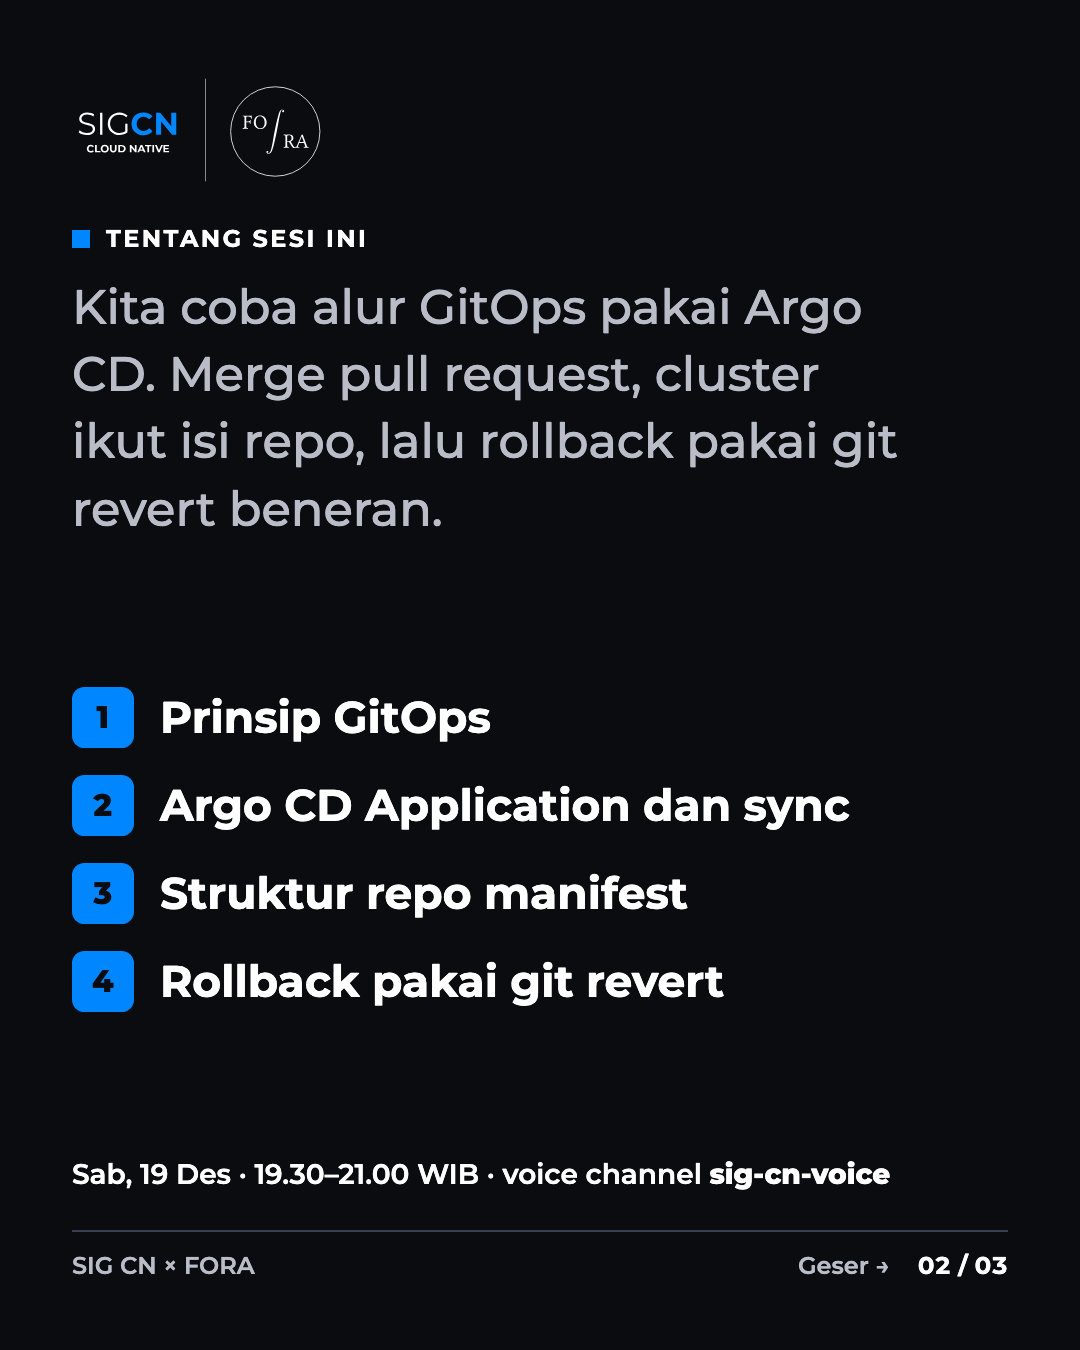 SIGCN
CLOUD NATIVE
FO
RA
TENTANG SESI INI
Kita coba alur GitOps pakai Argo
CD. Merge pull request, cluster
ikut isi repo, lalu rollback pakai git
revert beneran.
1 Prinsip GitOps
2 Argo CD Application dan sync
3 Struktur repo manifest
4 Rollback pakai git revert
Sab, 19 Des · 19.30–21.00 WIB · voice channel sig-cn-voice
SIG CN × FORA
Geser → 02 / 03